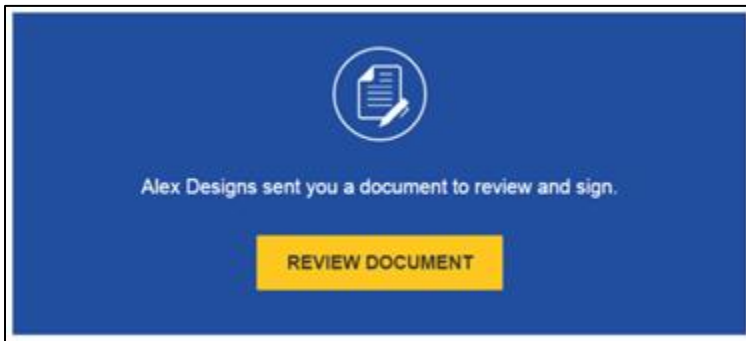 Alex Designs sent you a document to review and sign.
REVIEW DOCUMENT